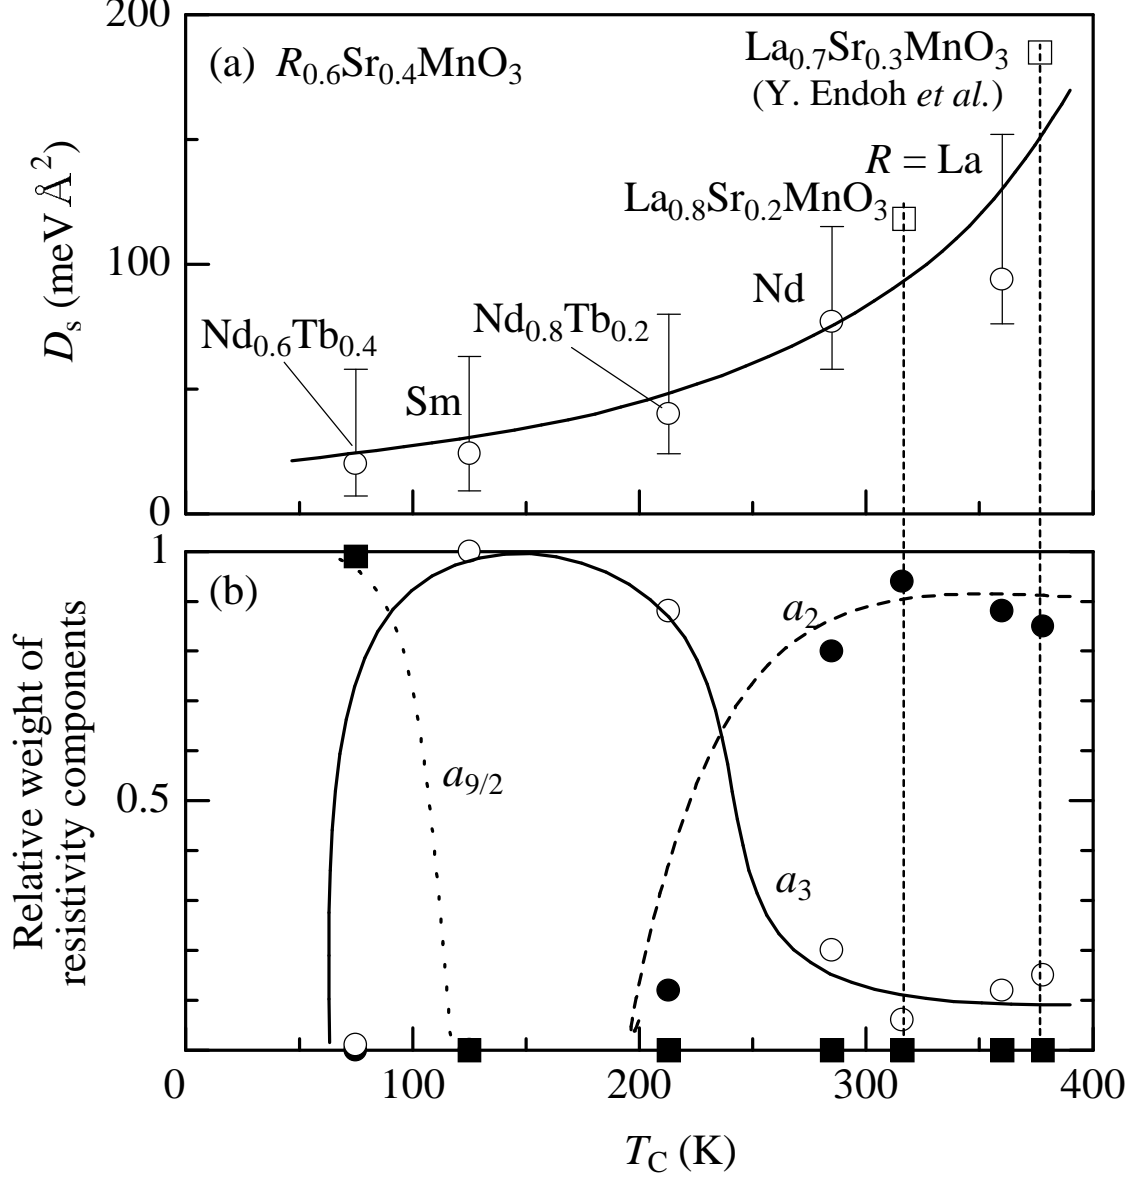 200
(a) R0.6Sr0.4MnO3
La0.7Sr0.3MnO3
(Y. Endoh et al.)
R = La
La0.8Sr0.2MnO3
Nd
Nd0.8Tb0.2
Nd0.6Tb0.4
Sm
100
0
Ds (meV Å2)
1
(b)
a2
a9/2
0.5
a3
Relative weight of
resistivity components
0 100 200 300 400
TC (K)